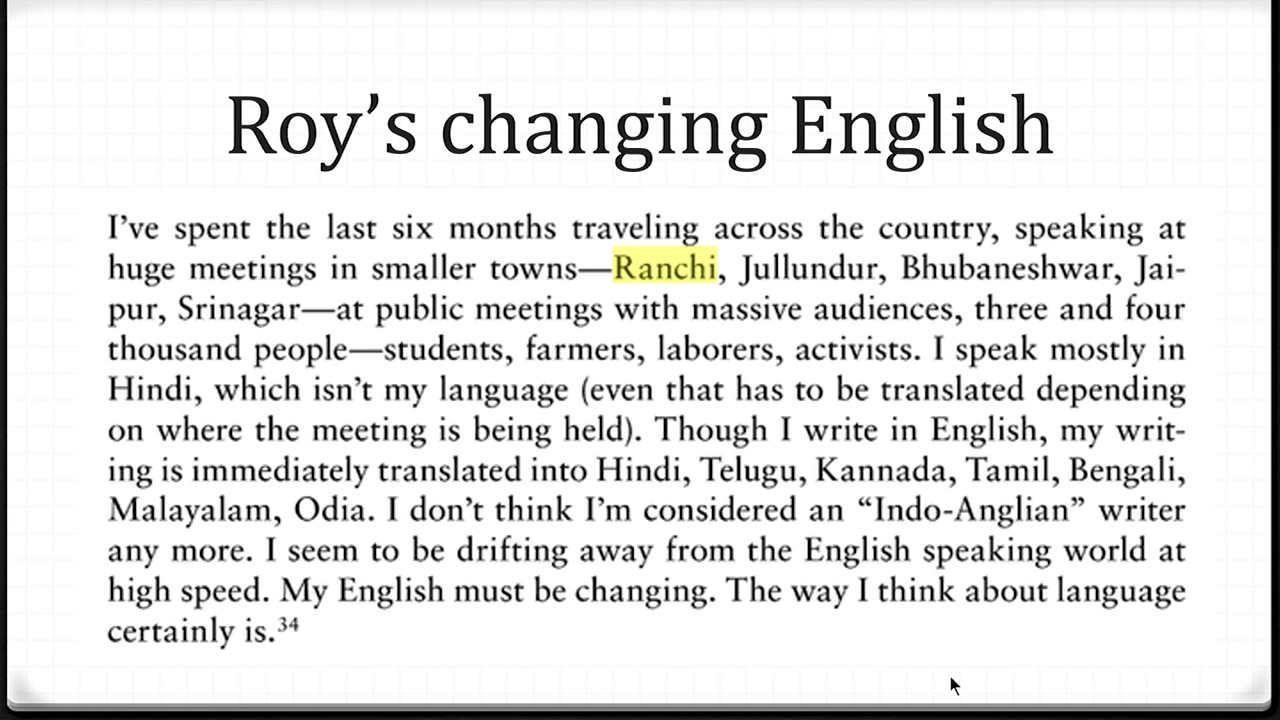 Roy’s changing English
I’ve spent the last six months traveling across the country, speaking at
huge meetings in smaller towns—Ranchi, Jullundur, Bhubaneshwar, Jai-
pur, Srinagar—at public meetings with massive audiences, three and four
thousand people—students, farmers, laborers, activists. I speak mostly in
Hindi, which isn’t my language (even that has to be translated depending
on where the meeting is being held). Though I write in English, my writ-
ing is immediately translated into Hindi, Telugu, Kannada, Tamil, Bengali,
Malayalam, Odia. I don’t think I’m considered an “Indo-Anglian” writer
any more. I seem to be drifting away from the English speaking world at
high speed. My English must be changing. The way I think about language
certainly is.³⁴